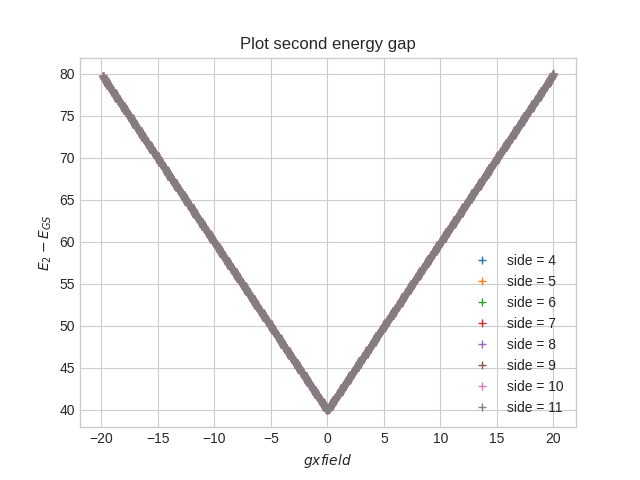 Plot second energy gap
E₂ − E_GS
80
75
70
65
60
55
50
45
40
side = 4
side = 5
side = 6
side = 7
side = 8
side = 9
side = 10
side = 11
−20 −15 −10 −5 0 5 10 15 20
gxfield